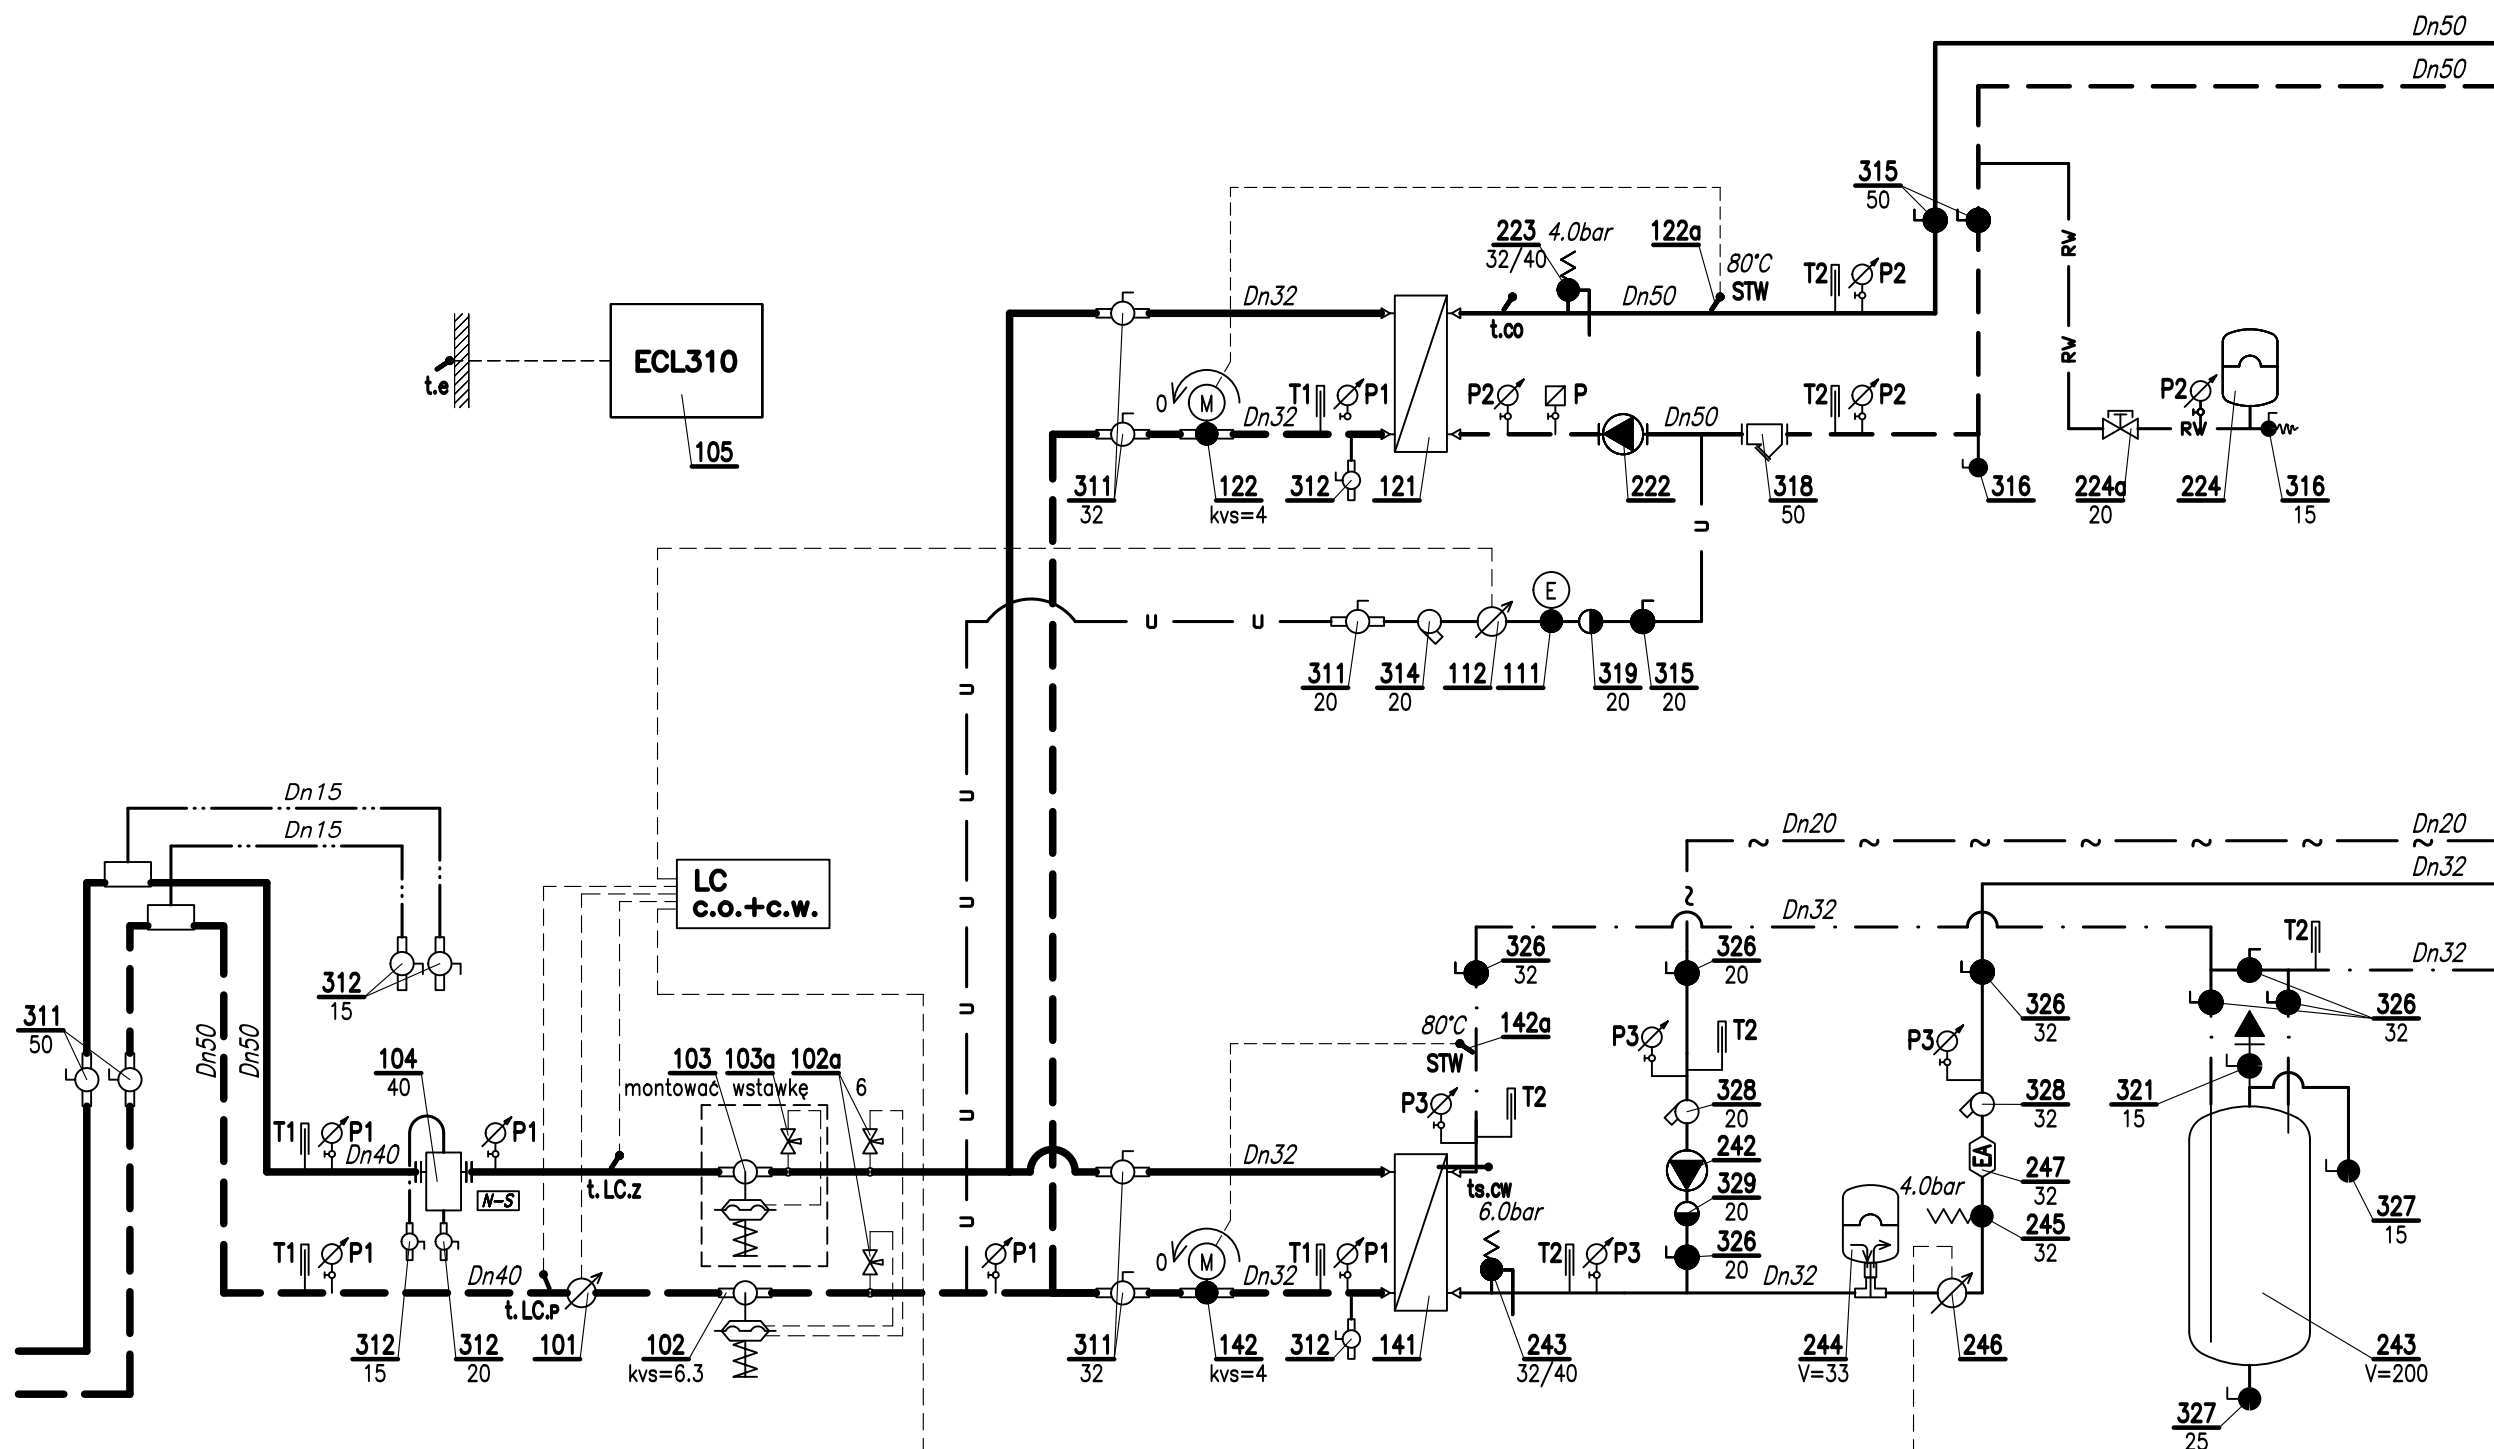 Dn50
Dn50
315
50
223
32/40
4.0bar
122a
80°C
STW
T2
P2
RW
Dn32
Dn50
t.co
RW
ECL310
t.e
105
0
M
Dn32
T1
P1
P2
P
Dn50
T2
P2
P2
RW
311
32
122
kvs=4
312
121
222
318
50
316
224a
20
224
316
15
U
E
U
U
311
20
314
20
112
111
319
20
315
20
U
Dn15
Dn15
U
LC
c.o.+c.w.
U
Dn20
Dn20
~
~
~
~
~
~
~
~
Dn32
Dn32
312
15
326
32
326
20
T2
Dn32
311
50
Dn50
Dn50
U
80°C
142a
STW
P3
T2
326
32
P3
326
32
104
40
103
103a
102a
montować wstawkę
6
P3
T2
328
20
328
32
321
15
T1
P1
Dn40
P1
U
Dn32
242
EA
247
32
t.LC.z
N-S
ts.cw
6.0bar
329
20
4.0bar
245
32
327
15
U
T1
P1
Dn40
t.LC.p
P1
0
M
Dn32
T1
P1
T2
P3
326
20
Dn32
312
15
312
20
101
102
kvs=6.3
311
32
142
kvs=4
312
141
243
32/40
244
V=33
246
243
V=200
327
25